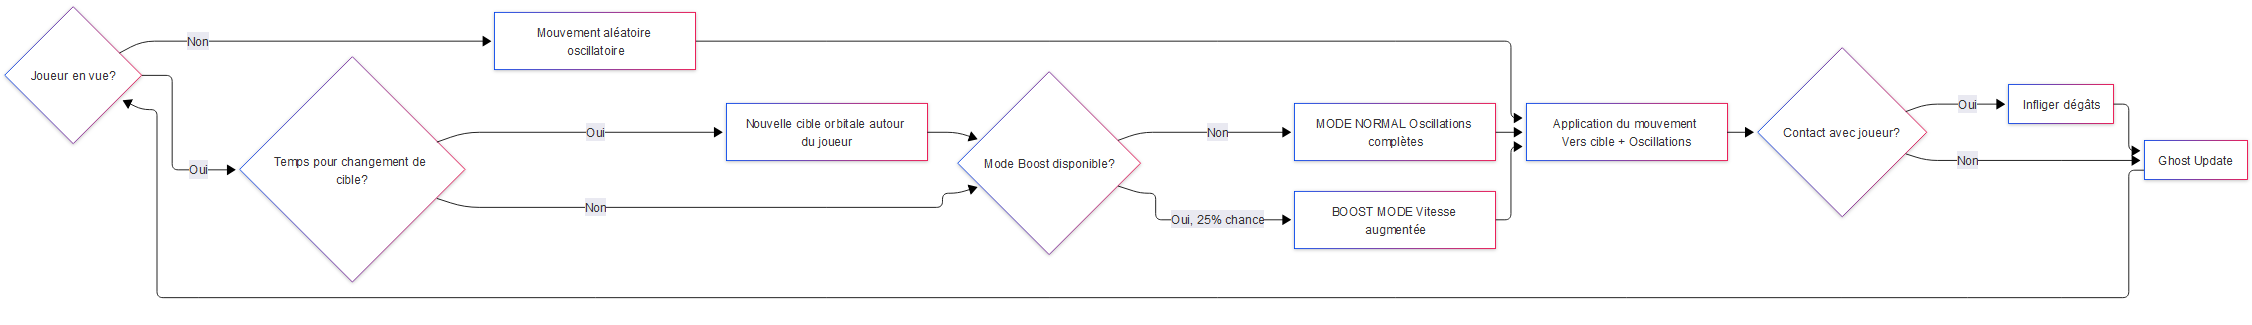 Joueur en vue?
Non
Oui
Mouvement aléatoire
oscillatoire
Temps pour changement de
cible?
Oui
Non
Nouvelle cible orbitale autour
du joueur
Mode Boost disponible?
Non
Oui, 25% chance
MODE NORMAL Oscillations
complètes
BOOST MODE Vitesse
augmentée
Application du mouvement
Vers cible + Oscillations
Contact avec joueur?
Oui
Non
Infliger dégâts
Ghost Update